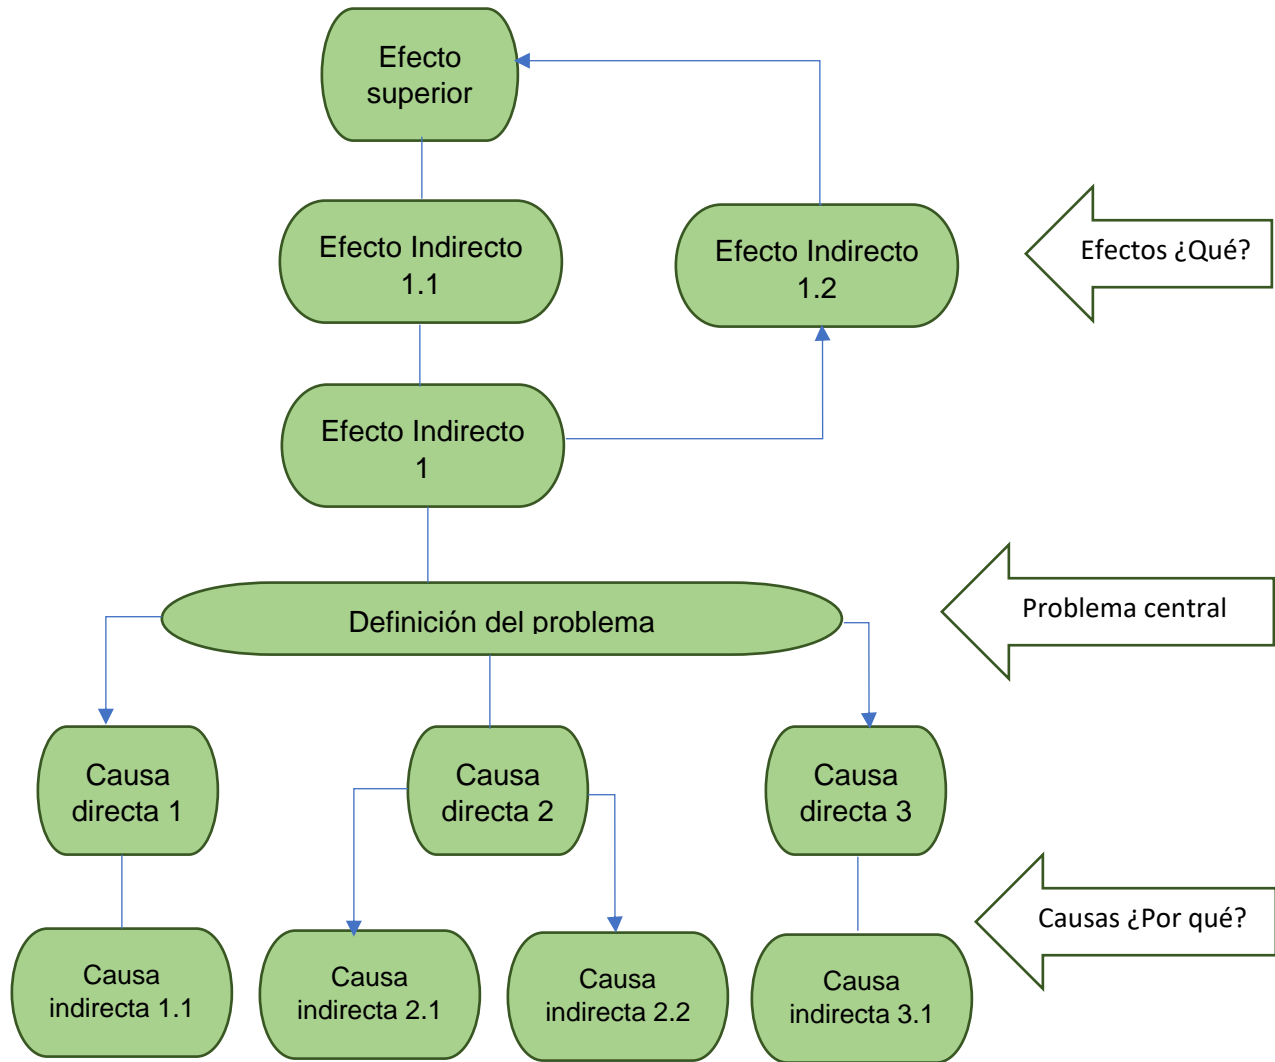 Efecto
superior
Efecto Indirecto
1.1
Efecto Indirecto
1.2
Efectos ¿Qué?
Efecto Indirecto
1
Definición del problema
Problema central
Causa
directa 1
Causa
directa 2
Causa
directa 3
Causas ¿Por qué?
Causa
indirecta 1.1
Causa
indirecta 2.1
Causa
indirecta 2.2
Causa
indirecta 3.1